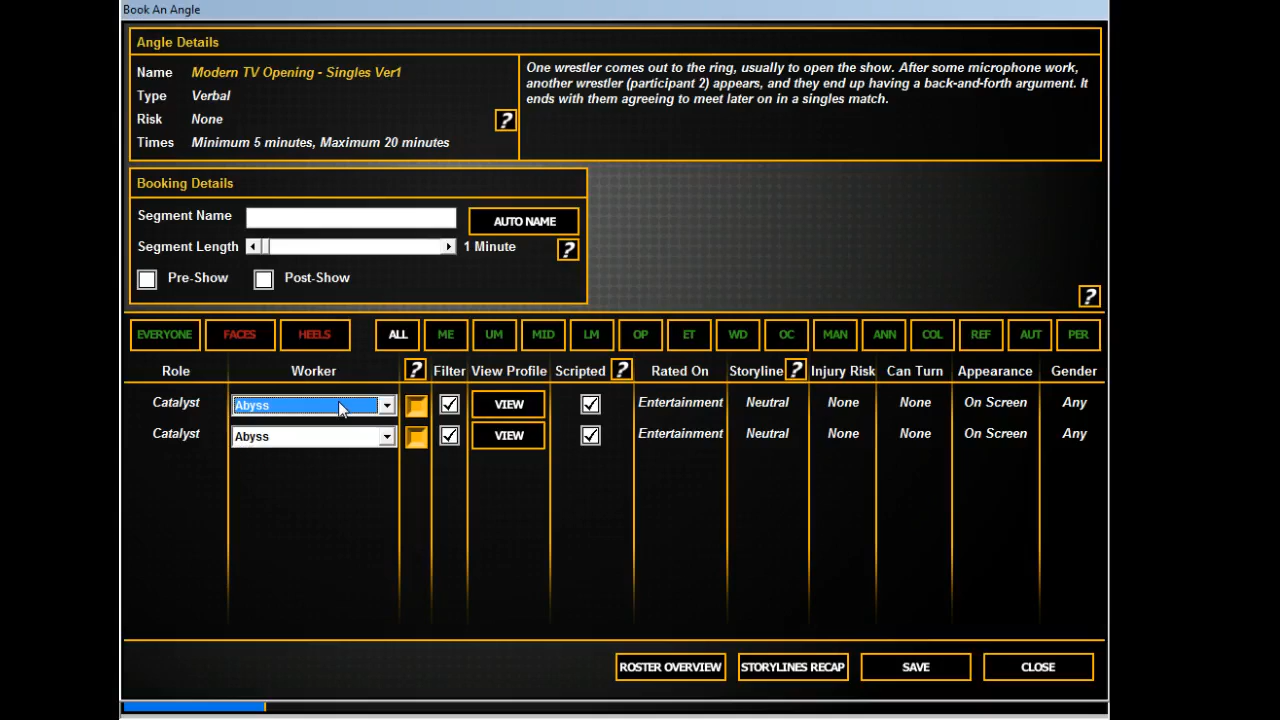 Book An Angle
Angle Details
Name Modern TV Opening - Singles Ver1
Type Verbal
Risk None
?
Times Minimum 5 minutes, Maximum 20 minutes
One wrestler comes out to the ring, usually to open the show. After some microphone work,
another wrestler (participant 2) appears, and they end up having a back-and-forth argument. It
ends with them agreeing to meet later on in a singles match.
Booking Details
Segment Name AUTO NAME
Segment Length 1 Minute ?
Pre-Show Post-Show
?
EVERYONE FACES HEELS ALL ME UM MID LM OP ET WD OC MAN ANN COL REF AUT PER
Role Worker ? Filter View Profile Scripted ? Rated On Storyline ? Injury Risk Can Turn Appearance Gender
Catalyst Abyss VIEW Entertainment Neutral None None On Screen Any
Catalyst Abyss VIEW Entertainment Neutral None None On Screen Any
ROSTER OVERVIEW STORYLINES RECAP SAVE CLOSE